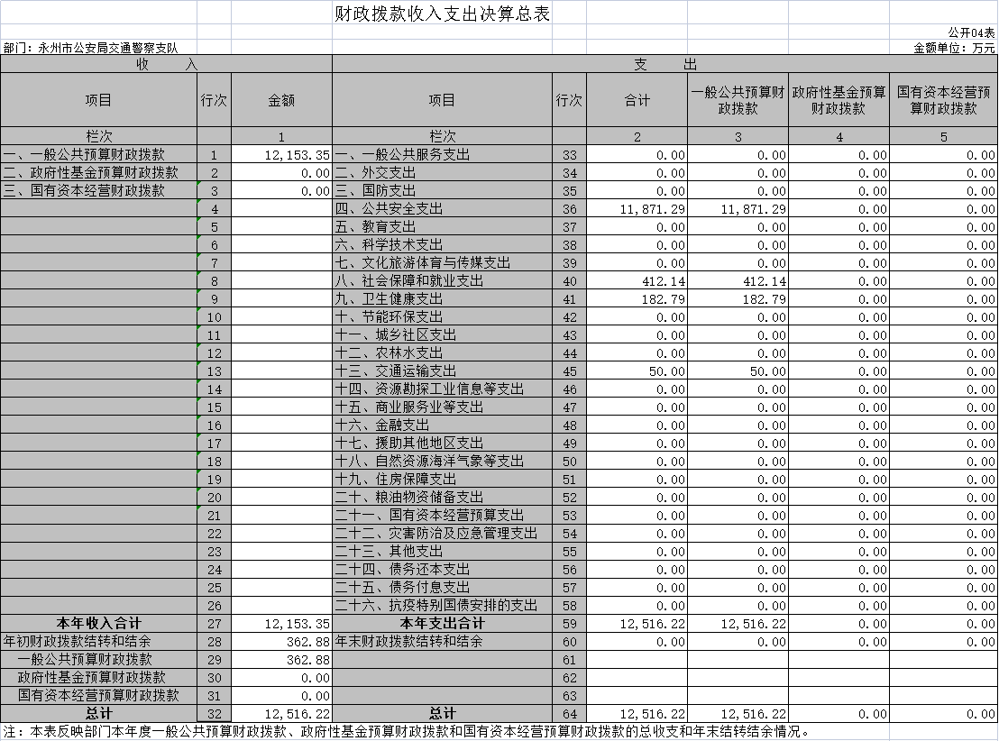 财政拨款收入支出决算总表
公开04表
部门：永州市公安局交通警察支队 金额单位：万元
收 入 支 出
项目 行次 金额 项目 行次 合计 一般公共预算财政拨款 政府性基金预算财政拨款 国有资本经营预算财政拨款
栏次 1 栏次 2 3 4 5
一、一般公共预算财政拨款 1 12,153.35 一、一般公共服务支出 33 0.00 0.00 0.00 0.00
二、政府性基金预算财政拨款 2 0.00 二、外交支出 34 0.00 0.00 0.00 0.00
三、国有资本经营财政拨款 3 0.00 三、国防支出 35 0.00 0.00 0.00 0.00
4 四、公共安全支出 36 11,871.29 11,871.29 0.00 0.00
5 五、教育支出 37 0.00 0.00 0.00 0.00
6 六、科学技术支出 38 0.00 0.00 0.00 0.00
7 七、文化旅游体育与传媒支出 39 0.00 0.00 0.00 0.00
8 八、社会保障和就业支出 40 412.14 412.14 0.00 0.00
9 九、卫生健康支出 41 182.79 182.79 0.00 0.00
10 十、节能环保支出 42 0.00 0.00 0.00 0.00
11 十一、城乡社区支出 43 0.00 0.00 0.00 0.00
12 十二、农林水支出 44 0.00 0.00 0.00 0.00
13 十三、交通运输支出 45 50.00 50.00 0.00 0.00
14 十四、资源勘探工业信息等支出 46 0.00 0.00 0.00 0.00
15 十五、商业服务业等支出 47 0.00 0.00 0.00 0.00
16 十六、金融支出 48 0.00 0.00 0.00 0.00
17 十七、援助其他地区支出 49 0.00 0.00 0.00 0.00
18 十八、自然资源海洋气象等支出 50 0.00 0.00 0.00 0.00
19 十九、住房保障支出 51 0.00 0.00 0.00 0.00
20 二十、粮油物资储备支出 52 0.00 0.00 0.00 0.00
21 二十一、国有资本经营预算支出 53 0.00 0.00 0.00 0.00
22 二十二、灾害防治及应急管理支出 54 0.00 0.00 0.00 0.00
23 二十三、其他支出 55 0.00 0.00 0.00 0.00
24 二十四、债务还本支出 56 0.00 0.00 0.00 0.00
25 二十五、债务付息支出 57 0.00 0.00 0.00 0.00
26 二十六、抗疫特别国债安排的支出 58 0.00 0.00 0.00 0.00
本年收入合计 27 12,153.35 本年支出合计 59 12,516.22 12,516.22 0.00 0.00
年初财政拨款结转和结余 28 362.88 年末财政拨款结转和结余 60 0.00 0.00 0.00 0.00
一般公共预算财政拨款 29 362.88 61
政府性基金预算财政拨款 30 0.00 62
国有资本经营预算财政拨款 31 0.00 63
总计 32 12,516.22 总计 64 12,516.22 12,516.22 0.00 0.00
注：本表反映部门本年度一般公共预算财政拨款、政府性基金预算财政拨款和国有资本经营预算财政拨款的总收支和年末结转结余情况。